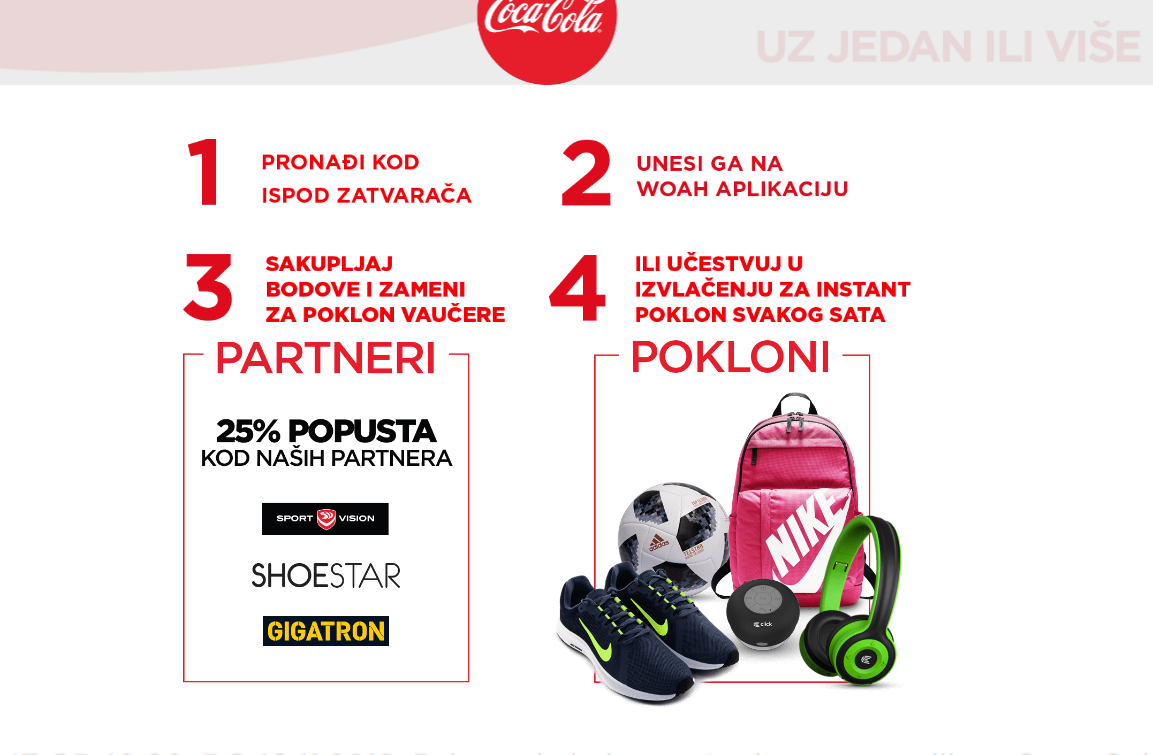 Coca-Cola
UZ JEDAN ILI VIŠE
1
PRONAĐI KOD
ISPOD ZATVARAČA
2
UNESI GA NA
WOAH APLIKACIJU
3
SAKUPLJAJ
BODOVE I ZAMENI
ZA POKLON VAUČERE
4
ILI UČESTVUJ U
IZVLAČENJU ZA INSTANT
POKLON SVAKOG SATA
PARTNERI
25% POPUSTA
KOD NAŠIH PARTNERA
SPORT VISION
SHOESTAR
GIGATRON
POKLONI
NIKE
adidas
TELSTAR
click